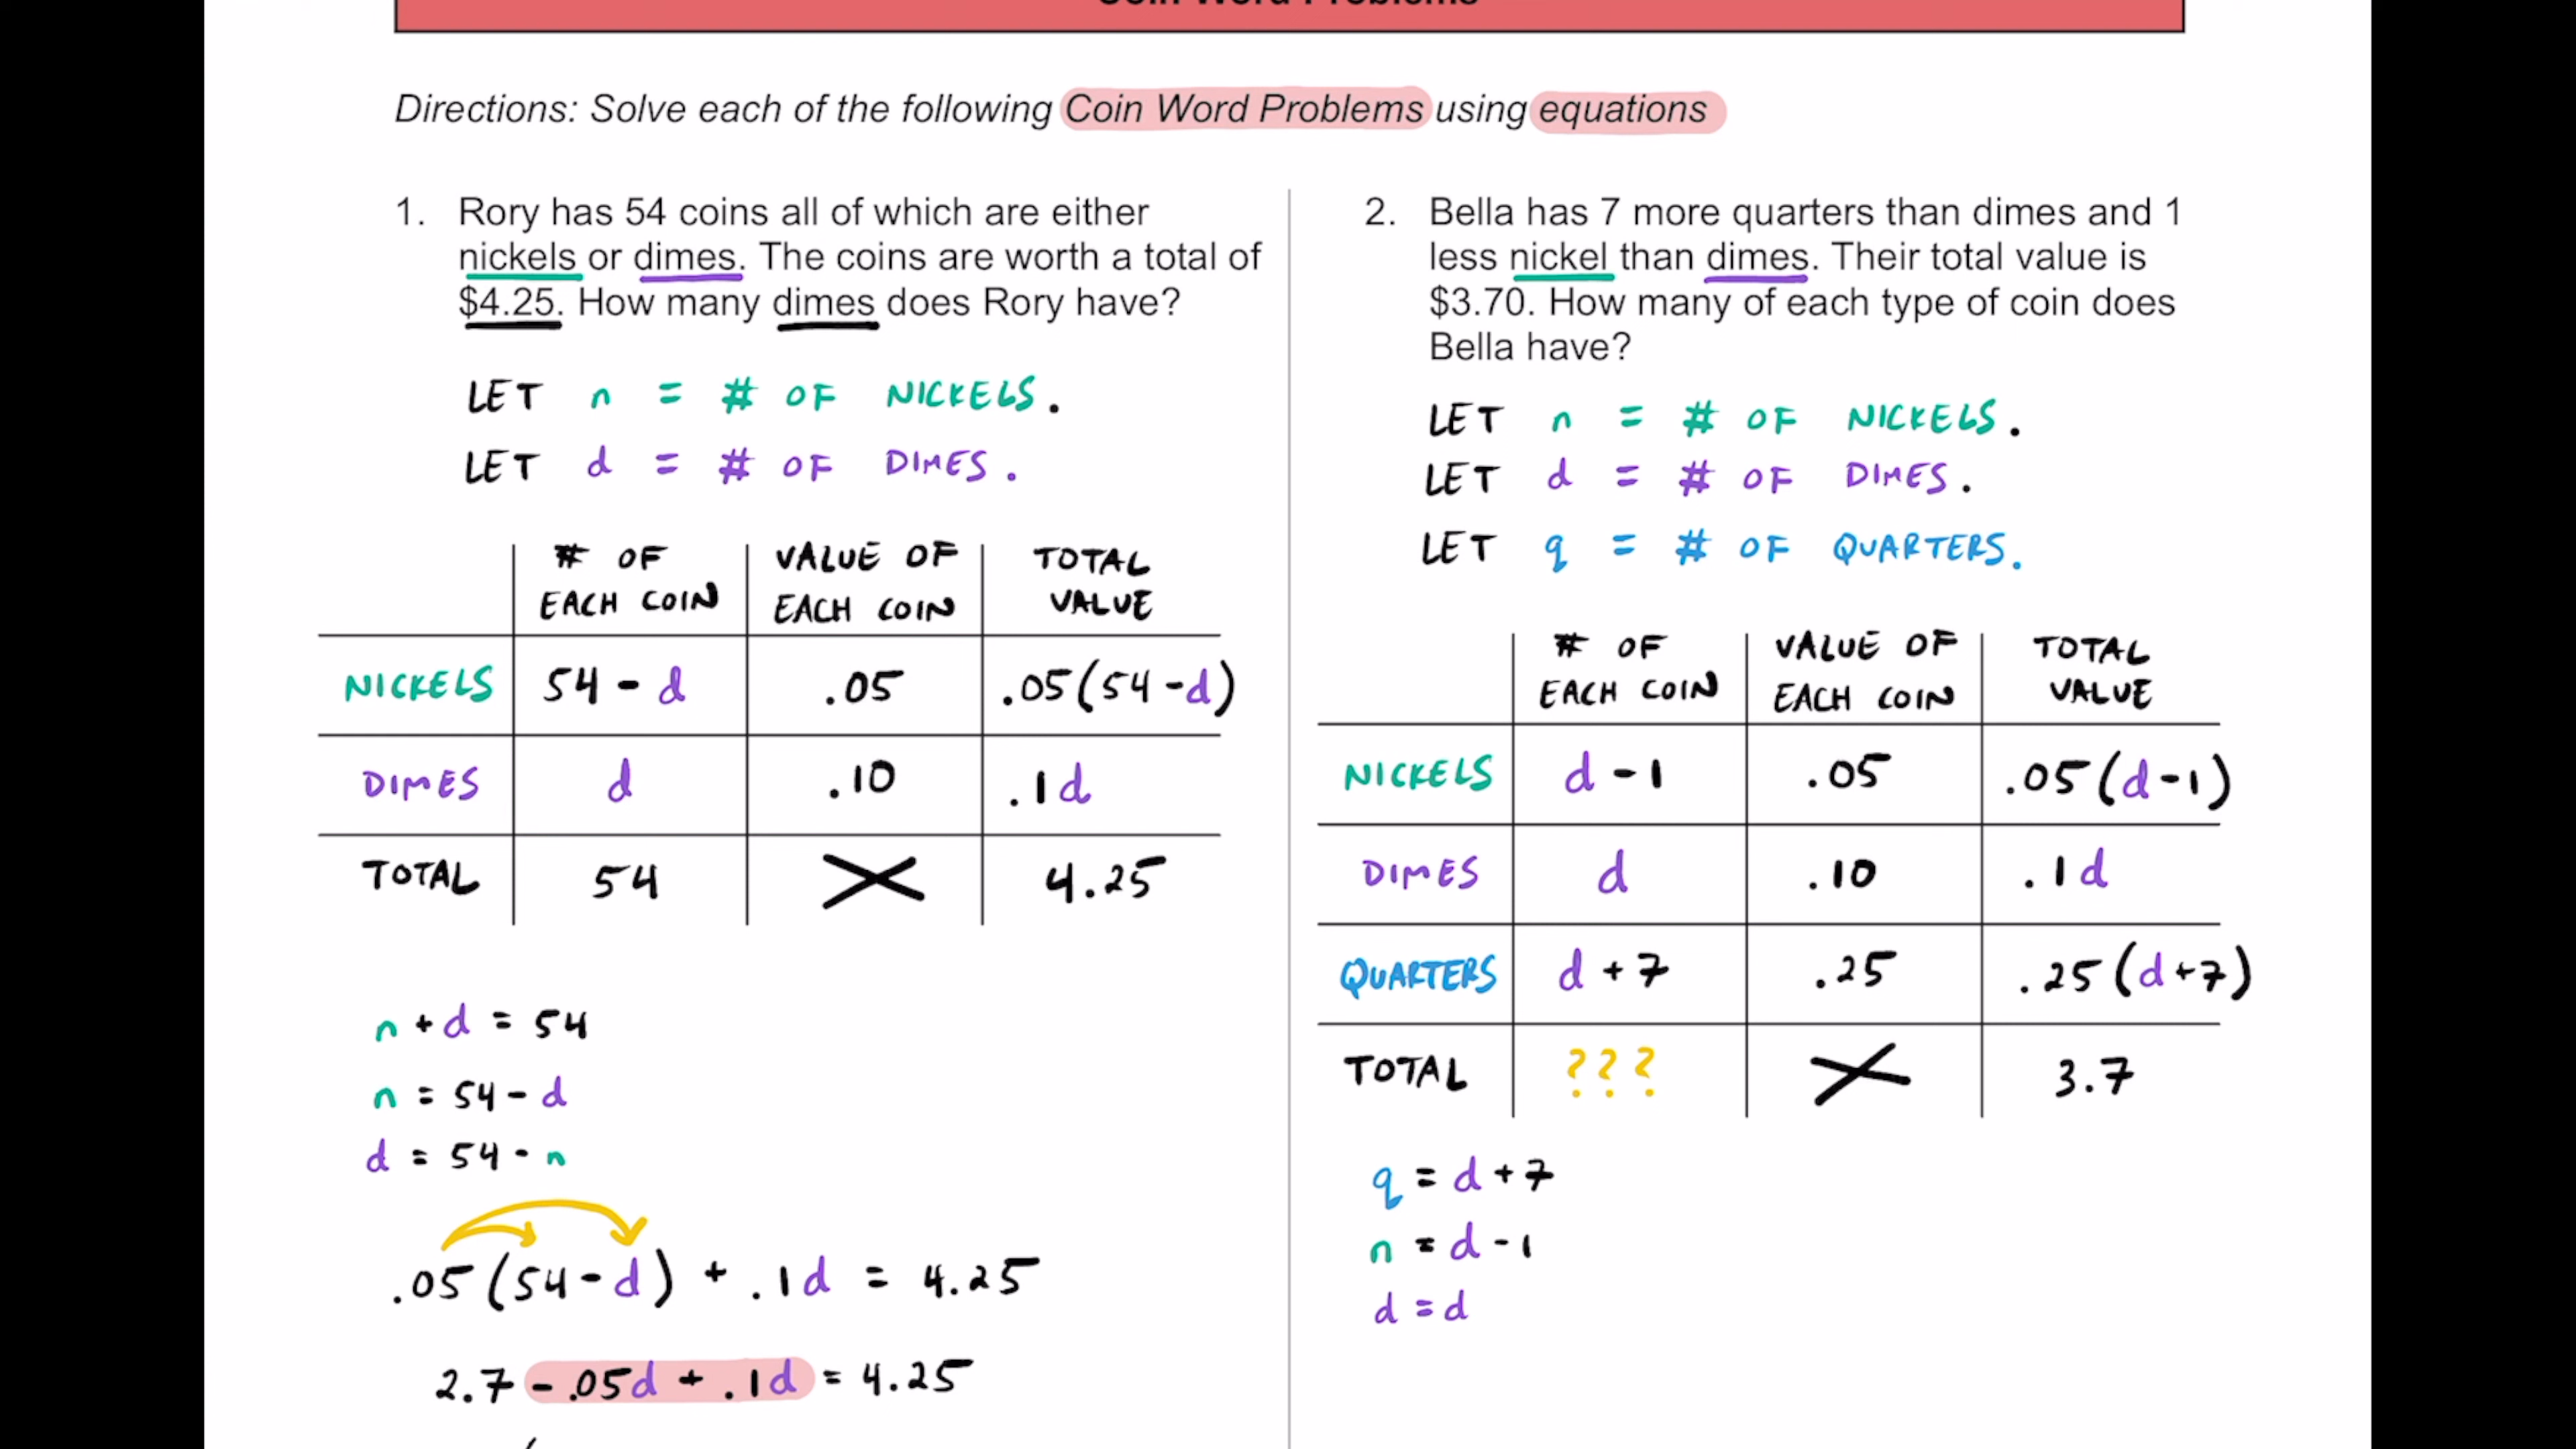 Coin Word Problems
Directions: Solve each of the following Coin Word Problems using equations
1. Rory has 54 coins all of which are either
nickels or dimes. The coins are worth a total of
$4.25. How many dimes does Rory have?
LET n = # OF NICKELS.
LET d = # OF DIMES.
# OF EACH COIN | VALUE OF EACH COIN | TOTAL VALUE
NICKELS 54 - d .05 .05(54-d)
DIMES d .10 .1d
TOTAL 54 4.25
n + d = 54
n = 54 - d
d = 54 - n
.05(54-d) + .1d = 4.25
2.7 - .05d + .1d = 4.25
2. Bella has 7 more quarters than dimes and 1
less nickel than dimes. Their total value is
$3.70. How many of each type of coin does
Bella have?
LET n = # OF NICKELS.
LET d = # OF DIMES.
LET q = # OF QUARTERS.
# OF EACH COIN | VALUE OF EACH COIN | TOTAL VALUE
NICKELS d - 1 .05 .05(d-1)
DIMES d .10 .1d
QUARTERS d + 7 .25 .25(d+7)
TOTAL ??? 3.7
q = d + 7
n = d - 1
d = d